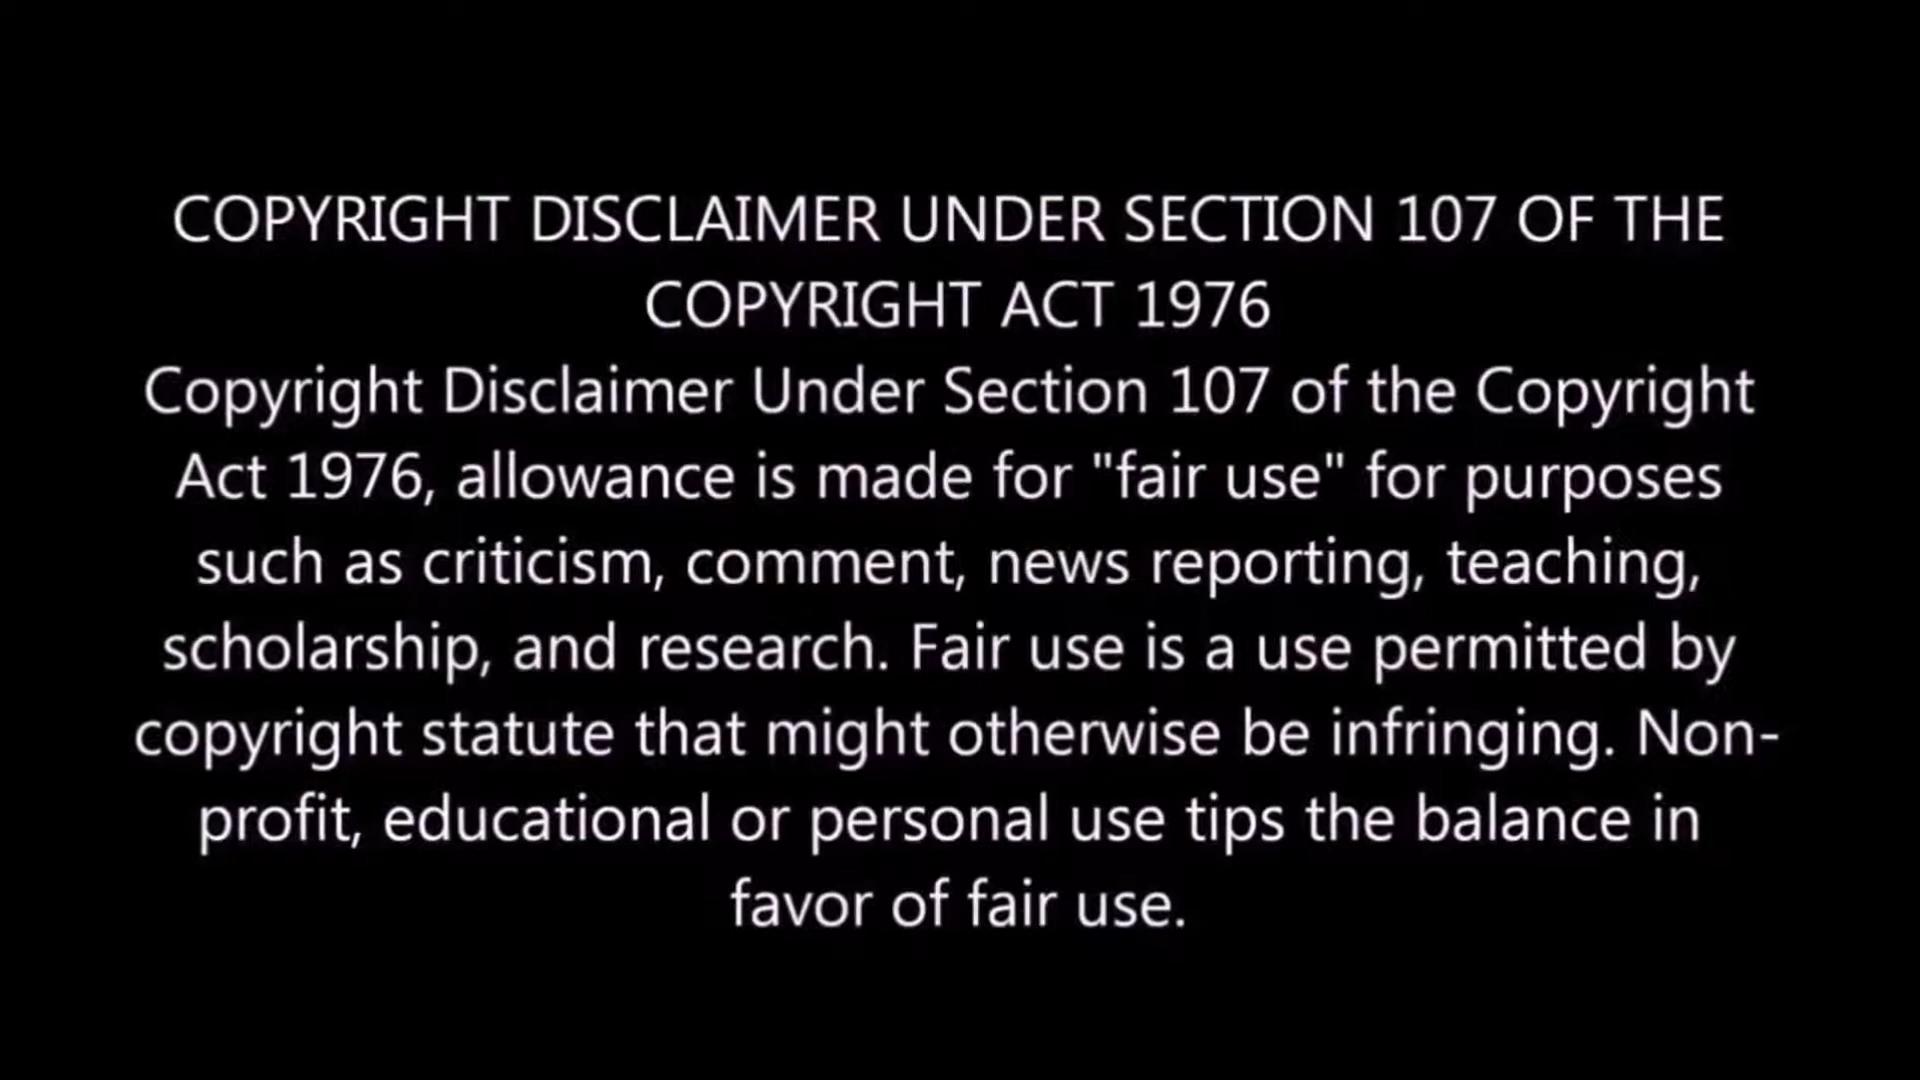 COPYRIGHT DISCLAIMER UNDER SECTION 107 OF THE
COPYRIGHT ACT 1976
Copyright Disclaimer Under Section 107 of the Copyright
Act 1976, allowance is made for "fair use" for purposes
such as criticism, comment, news reporting, teaching,
scholarship, and research. Fair use is a use permitted by
copyright statute that might otherwise be infringing. Non-
profit, educational or personal use tips the balance in
favor of fair use.